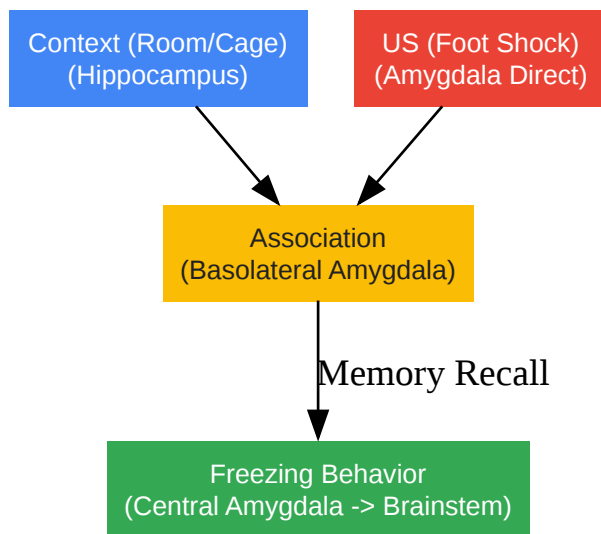 Context (Room/Cage)
(Hippocampus)
US (Foot Shock)
(Amygdala Direct)
Association
(Basolateral Amygdala)
Memory Recall
Freezing Behavior
(Central Amygdala -> Brainstem)